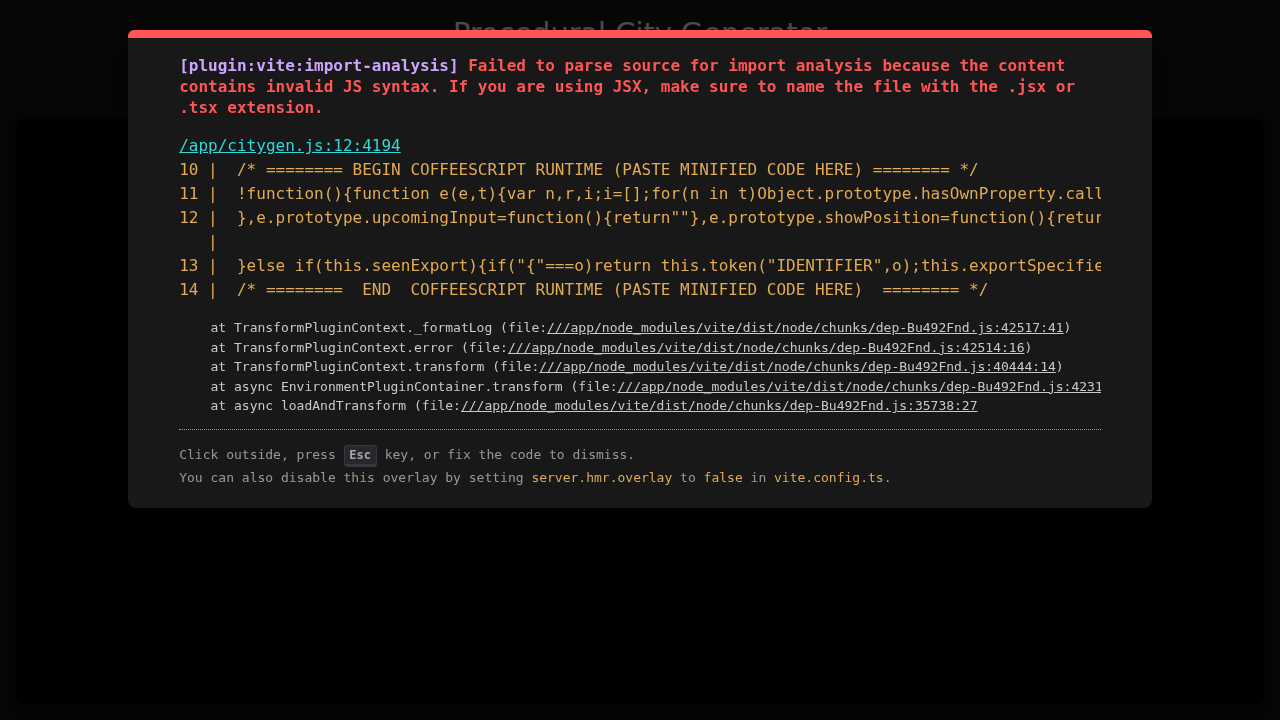 Procedural City Generator
[plugin:vite:import-analysis] Failed to parse source for import analysis because the content
contains invalid JS syntax. If you are using JSX, make sure to name the file with the .jsx or
.tsx extension.
/app/citygen.js:12:4194
10 |  /* ======== BEGIN COFFEESCRIPT RUNTIME (PASTE MINIFIED CODE HERE) ======== */
11 |  !function(){function e(e,t){var n,r,i;i=[];for(n in t)Object.prototype.hasOwnProperty.call
12 |  },e.prototype.upcomingInput=function(){return""},e.prototype.showPosition=function(){retur
   |
13 |  }else if(this.seenExport){if("{"===o)return this.token("IDENTIFIER",o);this.exportSpecifie
14 |  /* ========  END  COFFEESCRIPT RUNTIME (PASTE MINIFIED CODE HERE)  ======== */
at TransformPluginContext._formatLog (file:///app/node_modules/vite/dist/node/chunks/dep-Bu492Fnd.js:42517:41)
at TransformPluginContext.error (file:///app/node_modules/vite/dist/node/chunks/dep-Bu492Fnd.js:42514:16)
at TransformPluginContext.transform (file:///app/node_modules/vite/dist/node/chunks/dep-Bu492Fnd.js:40444:14)
at async EnvironmentPluginContainer.transform (file:///app/node_modules/vite/dist/node/chunks/dep-Bu492Fnd.js:4231
at async loadAndTransform (file:///app/node_modules/vite/dist/node/chunks/dep-Bu492Fnd.js:35738:27
Click outside, press Esc key, or fix the code to dismiss.
You can also disable this overlay by setting server.hmr.overlay to false in vite.config.ts.